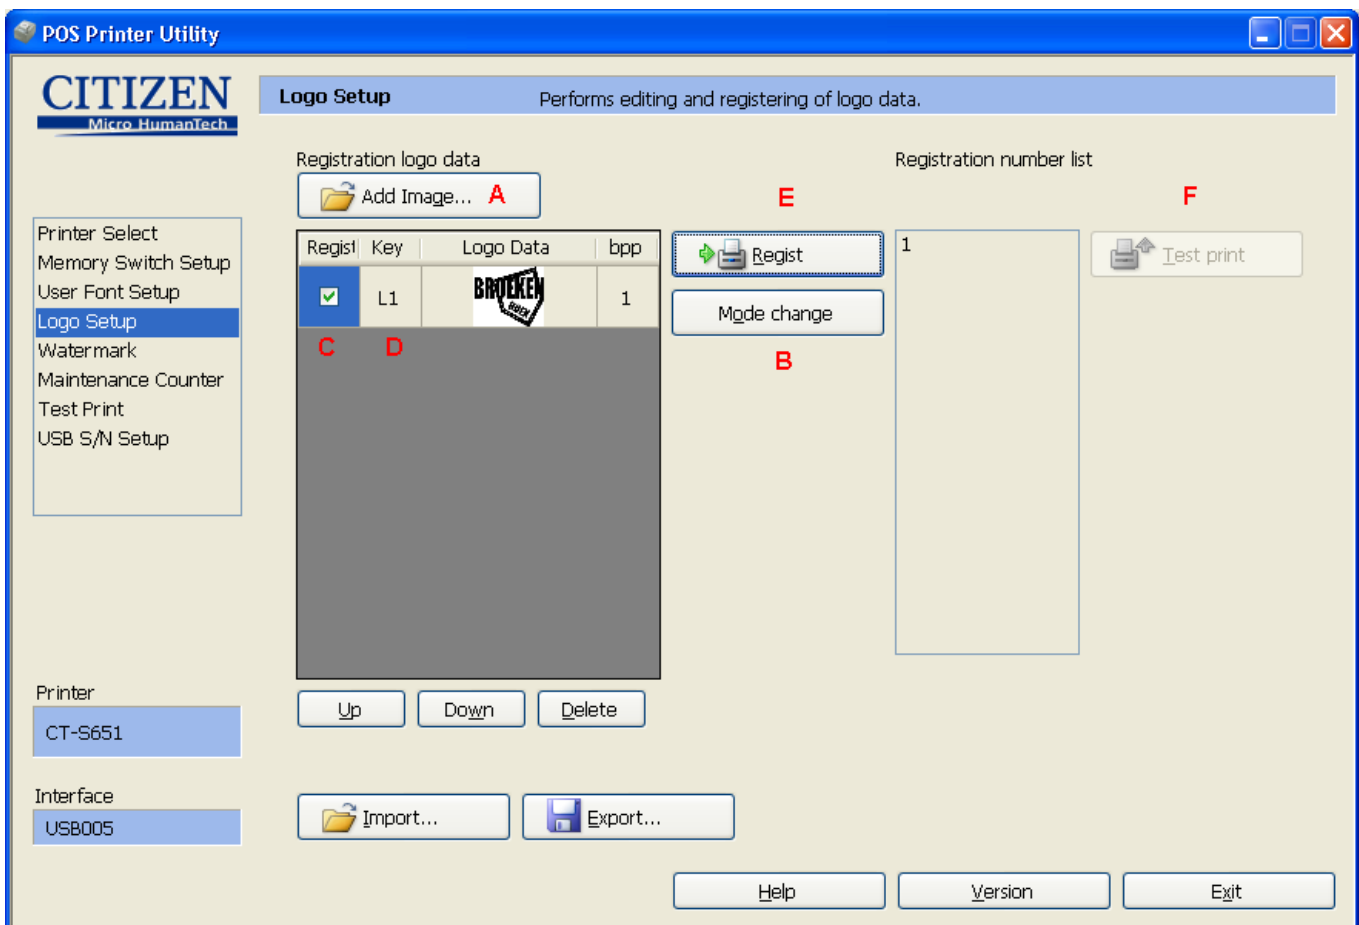 POS Printer Utility
CITIZEN
Micro HumanTech
Logo Setup Performs editing and registering of logo data.
Registration logo data
Registration number list
Add Image... A
E
F
Printer Select
Memory Switch Setup
User Font Setup
Logo Setup
Watermark
Maintenance Counter
Test Print
USB S/N Setup
Regist Key Logo Data bpp
L1 BROEKEN 1
C D
Regist
Mode change
B
1
Test print
Up Down Delete
Printer
CT-S651
Interface
USB005
Import... Export...
Help Version Exit